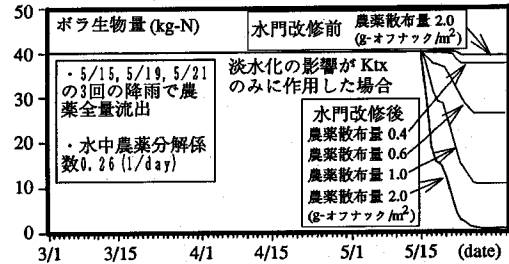 ボラ生物量 (kg-N)
50
40
30
20
10
0
水門改修前 農薬散布量 2.0
(g-オフナック/m²)
・5/15, 5/19, 5/21
の3回の降雨で農
薬全量流出
・水中農薬分解係
数0.26 (1/day)
淡水化の影響が Ktx
のみに作用した場合
水門改修後
農薬散布量 0.4
農薬散布量 0.6
農薬散布量 1.0
農薬散布量 2.0
(g-オフナック/m²)
3/1 3/15 4/1 4/15 5/1 5/15 (date)